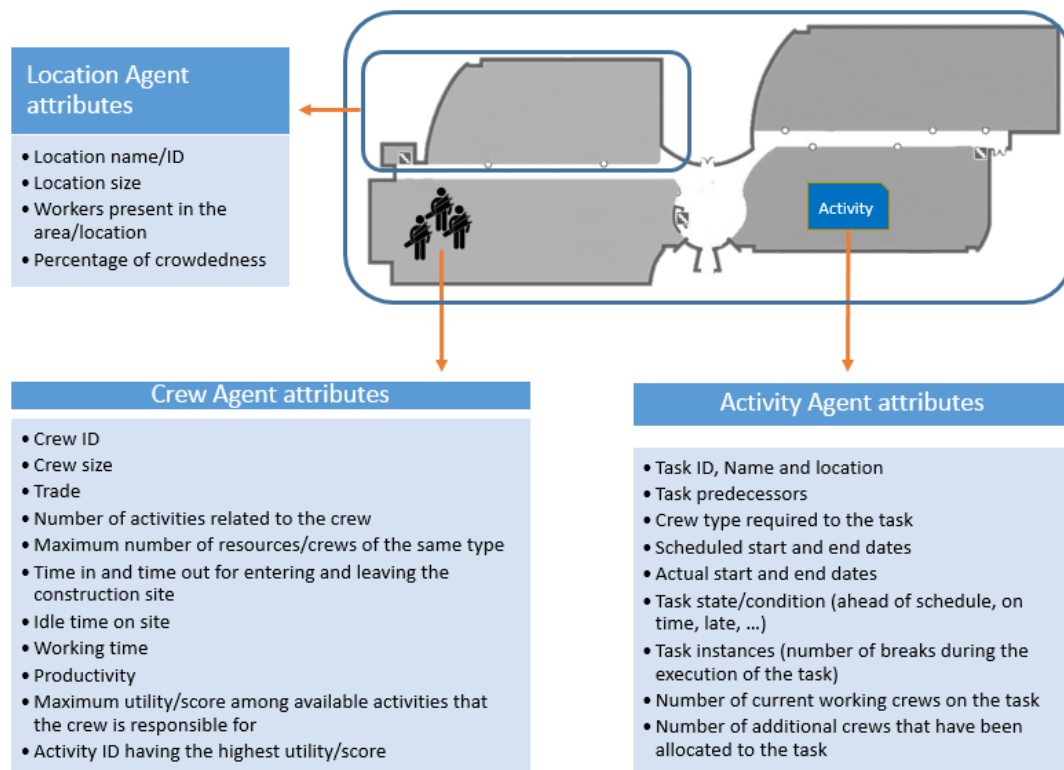 Location Agent
attributes
• Location name/ID
• Location size
• Workers present in the
area/location
• Percentage of crowdedness
Activity
Crew Agent attributes
• Crew ID
• Crew size
• Trade
• Number of activities related to the crew
• Maximum number of resources/crews of the same type
• Time in and time out for entering and leaving the
construction site
• Idle time on site
• Working time
• Productivity
• Maximum utility/score among available activities that
the crew is responsible for
• Activity ID having the highest utility/score
Activity Agent attributes
• Task ID, Name and location
• Task predecessors
• Crew type required to the task
• Scheduled start and end dates
• Actual start and end dates
• Task state/condition (ahead of schedule, on
time, late, …)
• Task instances (number of breaks during the
execution of the task)
• Number of current working crews on the task
• Number of additional crews that have been
allocated to the task